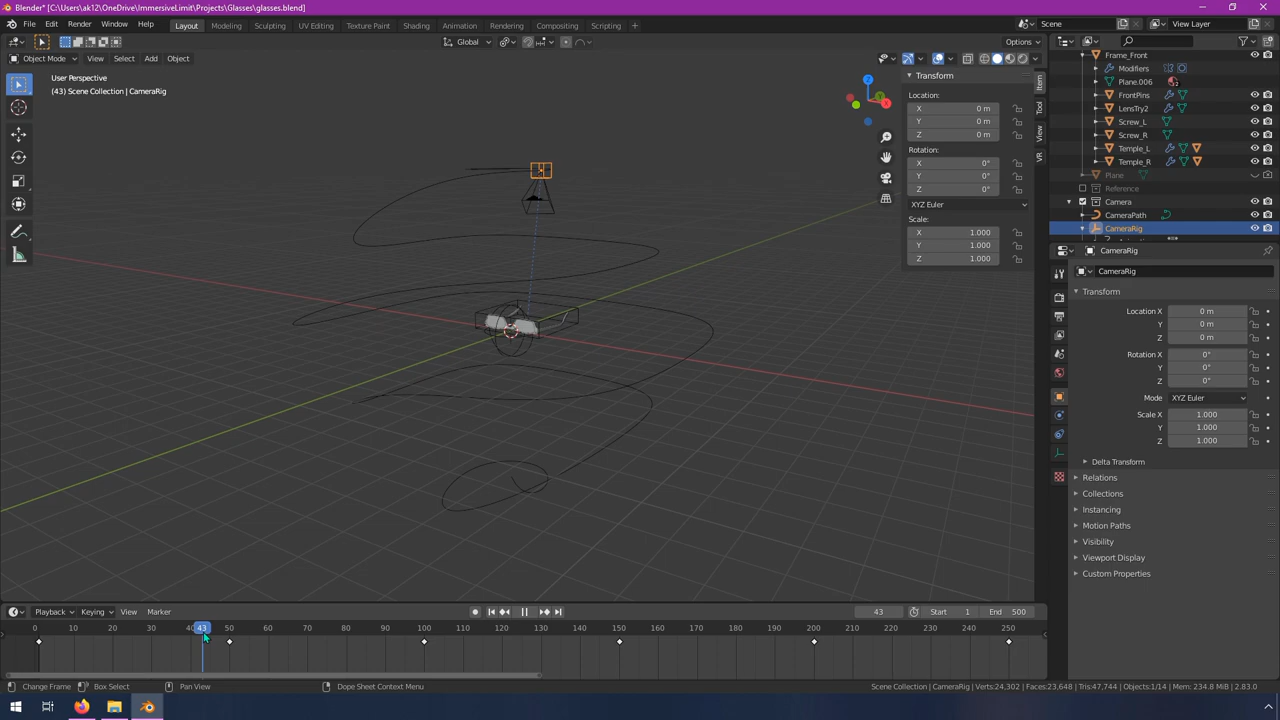 Blender* [C:\Users\ak12\OneDrive\ImmersiveLimit\Projects\Glasses\glasses.blend]
File Edit Render Window Help Layout Modeling Sculpting UV Editing Texture Paint Shading Animation Rendering Compositing Scripting + Scene View Layer
Global Options
Object Mode View Select Add Object
User Perspective
(43) Scene Collection | CameraRig
Transform
Location:
X 0 m
Y 0 m
Z 0 m
Rotation:
X 0°
Y 0°
Z 0°
XYZ Euler
Scale:
X 1.000
Y 1.000
Z 1.000
Item
Tool
View
VR
Frame_Front
Modifiers
Plane.006
FrontPins
LensTry2
Screw_L
Screw_R
Temple_L
Temple_R
Plane
Reference
Camera
CameraPath
CameraRig
CameraRig
CameraRig
Transform
Location X 0 m
Y 0 m
Z 0 m
Rotation X 0°
Y 0°
Z 0°
Mode XYZ Euler
Scale X 1.000
Y 1.000
Z 1.000
Delta Transform
Relations
Collections
Instancing
Motion Paths
Visibility
Viewport Display
Custom Properties
Playback Keying View Marker 43 Start 1 End 500
0 10 20 30 40 43 50 60 70 80 90 100 110 120 130 140 150 160 170 180 190 200 210 220 230 240 250
Change Frame Box Select Pan View Dope Sheet Context Menu Scene Collection | CameraRig | Verts:24,302 | Faces:23,648 | Tris:47,744 | Objects:1/14 | Mem: 234.8 MiB | 2.83.0